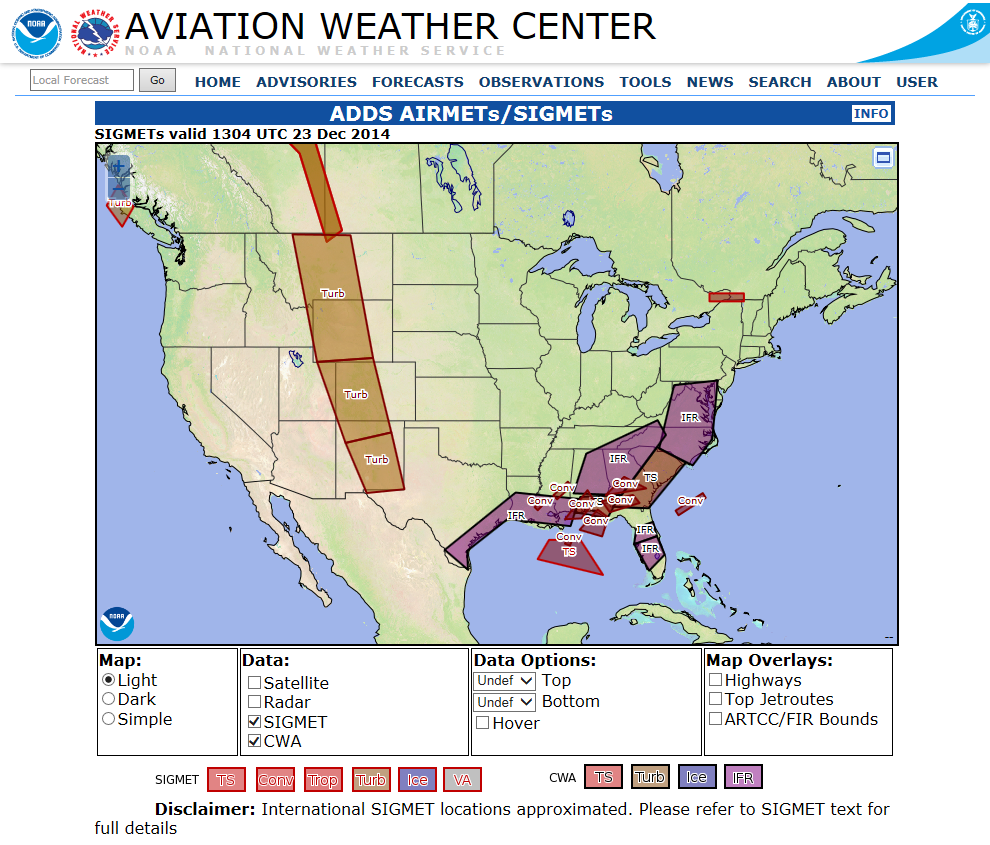 NOAA
AVIATION WEATHER CENTER
NOAA NATIONAL WEATHER SERVICE
Local Forecast
Go
HOME ADVISORIES FORECASTS OBSERVATIONS TOOLS NEWS SEARCH ABOUT USER
ADDS AIRMETs/SIGMETs
INFO
SIGMETs valid 1304 UTC 23 Dec 2014
+
−
Turb
Turb
Turb
Turb
IFR
IFR
TS
Conv
Conv
Conv
Conv
Conv
Conv
Conv
IFR
Conv
IFR
Conv
TS
IFR
NOAA
--
Map:
Light
Dark
Simple
Data:
Satellite
Radar
SIGMET
CWA
Data Options:
Undef Top
Undef Bottom
Hover
Map Overlays:
Highways
Top Jetroutes
ARTCC/FIR Bounds
SIGMET TS Conv Trop Turb Ice VA
CWA TS Turb Ice IFR
Disclaimer: International SIGMET locations approximated. Please refer to SIGMET text for
full details